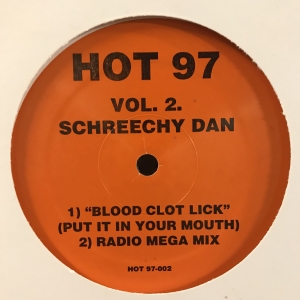 HOT 97
VOL. 2.
SCHREECHY DAN
1) “BLOOD CLOT LICK”
(PUT IT IN YOUR MOUTH)
2) RADIO MEGA MIX
HOT 97-002